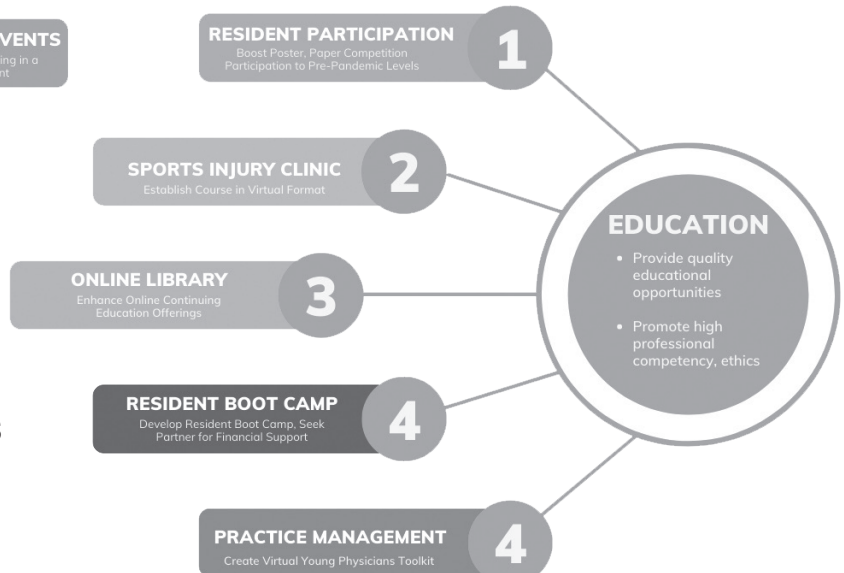 VENTS
ing in a
nt
RESIDENT PARTICIPATION
Boost Poster, Paper Competition
Participation to Pre-Pandemic Levels
1
SPORTS INJURY CLINIC
Establish Course in Virtual Format
2
EDUCATION
• Provide quality
educational
opportunities
• Promote high
professional
competency, ethics
ONLINE LIBRARY
Enhance Online Continuing
Education Offerings
3
RESIDENT BOOT CAMP
Develop Resident Boot Camp, Seek
Partner for Financial Support
4
PRACTICE MANAGEMENT
Create Virtual Young Physicians Toolkit
4